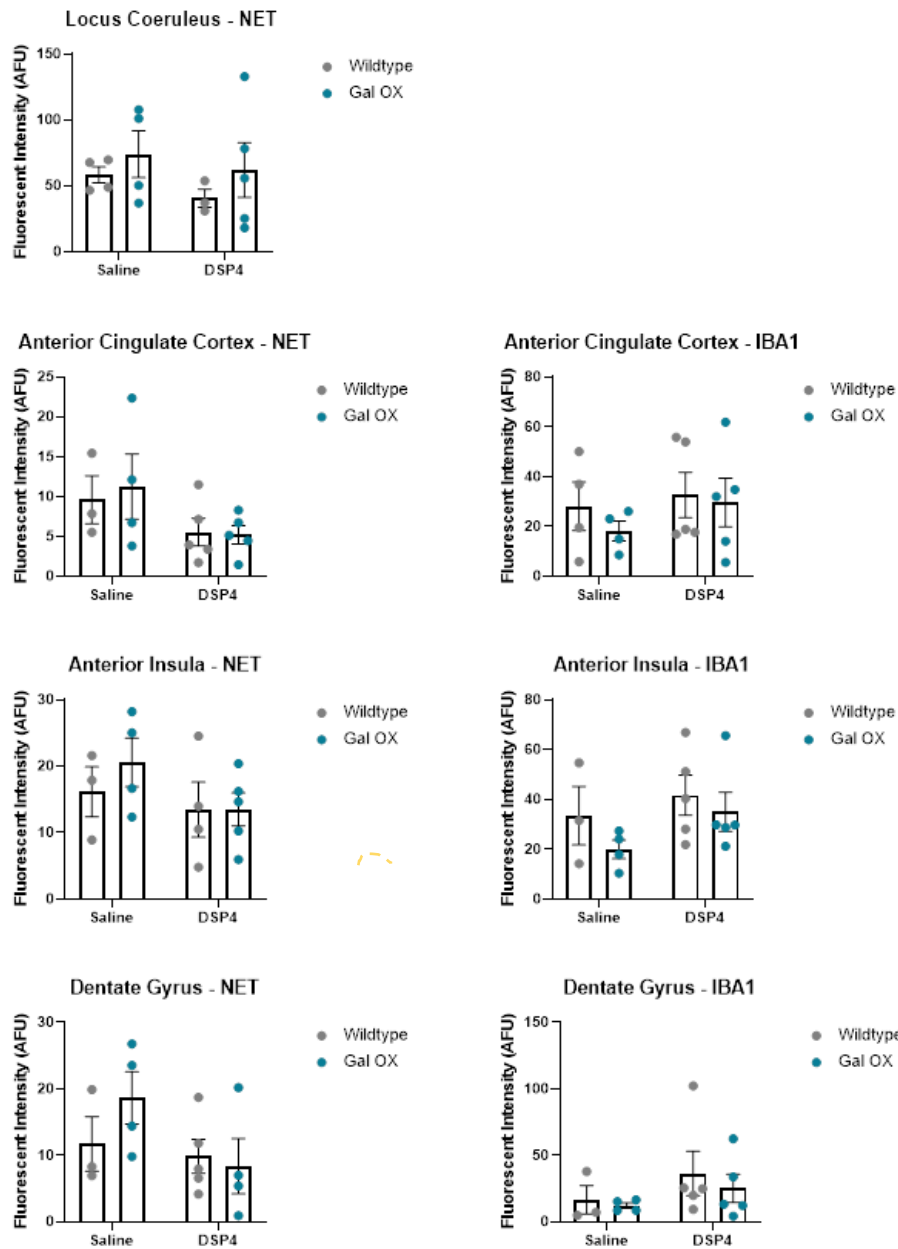 Locus Coeruleus - NET
Fluorescent Intensity (AFU)
150
100
50
0
Saline
DSP4
Wildtype
Gal OX
Anterior Cingulate Cortex - NET
Fluorescent Intensity (AFU)
25
20
15
10
5
0
Saline
DSP4
Wildtype
Gal OX
Anterior Cingulate Cortex - IBA1
Fluorescent Intensity (AFU)
80
60
40
20
0
Saline
DSP4
Wildtype
Gal OX
Anterior Insula - NET
Fluorescent Intensity (AFU)
30
20
10
0
Saline
DSP4
Wildtype
Gal OX
Anterior Insula - IBA1
Fluorescent Intensity (AFU)
80
60
40
20
0
Saline
DSP4
Wildtype
Gal OX
Dentate Gyrus - NET
Fluorescent Intensity (AFU)
30
20
10
0
Saline
DSP4
Wildtype
Gal OX
Dentate Gyrus - IBA1
Fluorescent Intensity (AFU)
150
100
50
0
Saline
DSP4
Wildtype
Gal OX